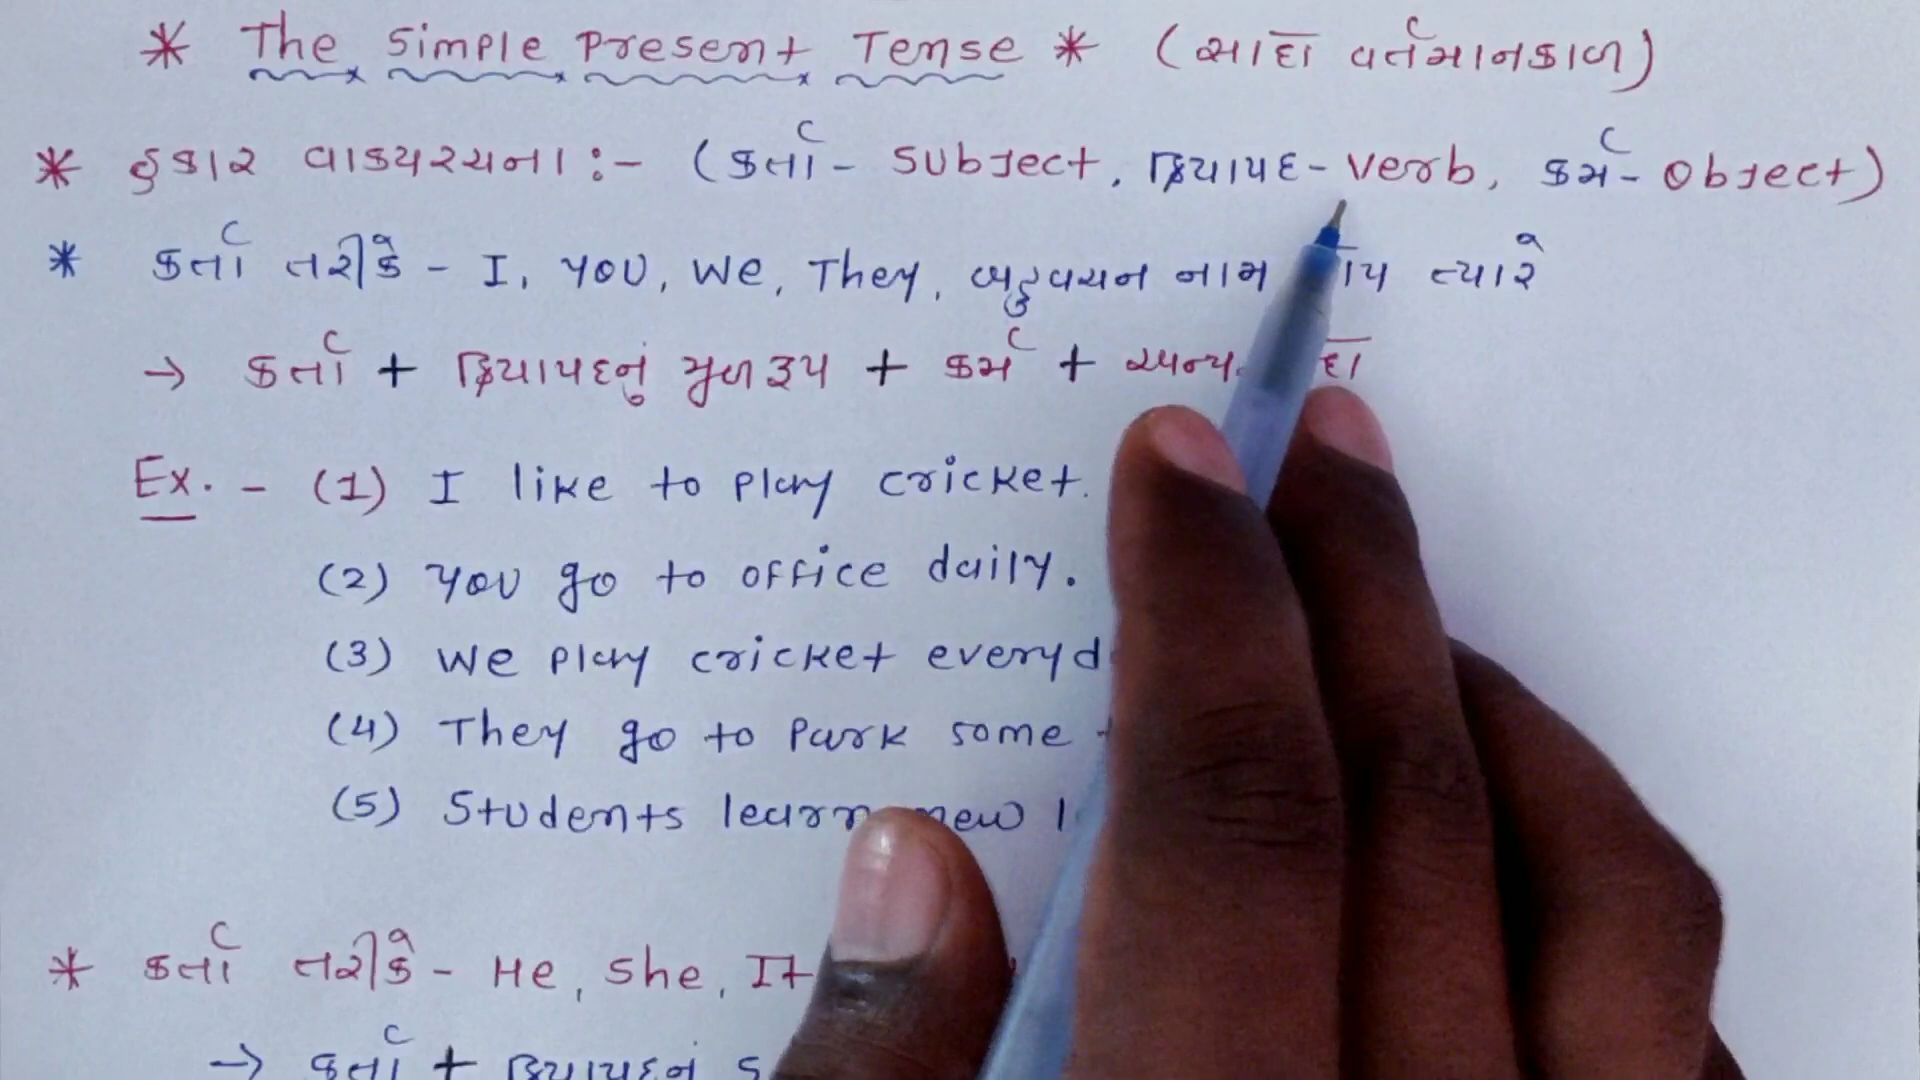 * The Simple Present Tense * (સાદો વર્તમાનકાળ)
* હકાર વાક્યરચના :- (કર્તા - Subject, ક્રિયાપદ - Verb, કર્મ - Object)
* કર્તા તરીકે - I, you, we, They, બહુવચન નામ ત્યારે
→ કર્તા + ક્રિયાપદનું મુળરૂપ + કર્મ +
Ex. - (1) I like to play cricket.
(2) you go to office daily.
(3) we play cricket
(4) They go to park some
(5) Students learn new
* કર્તા તરીકે - He, She, It
→ કર્તા + ક્રિયાપદનું